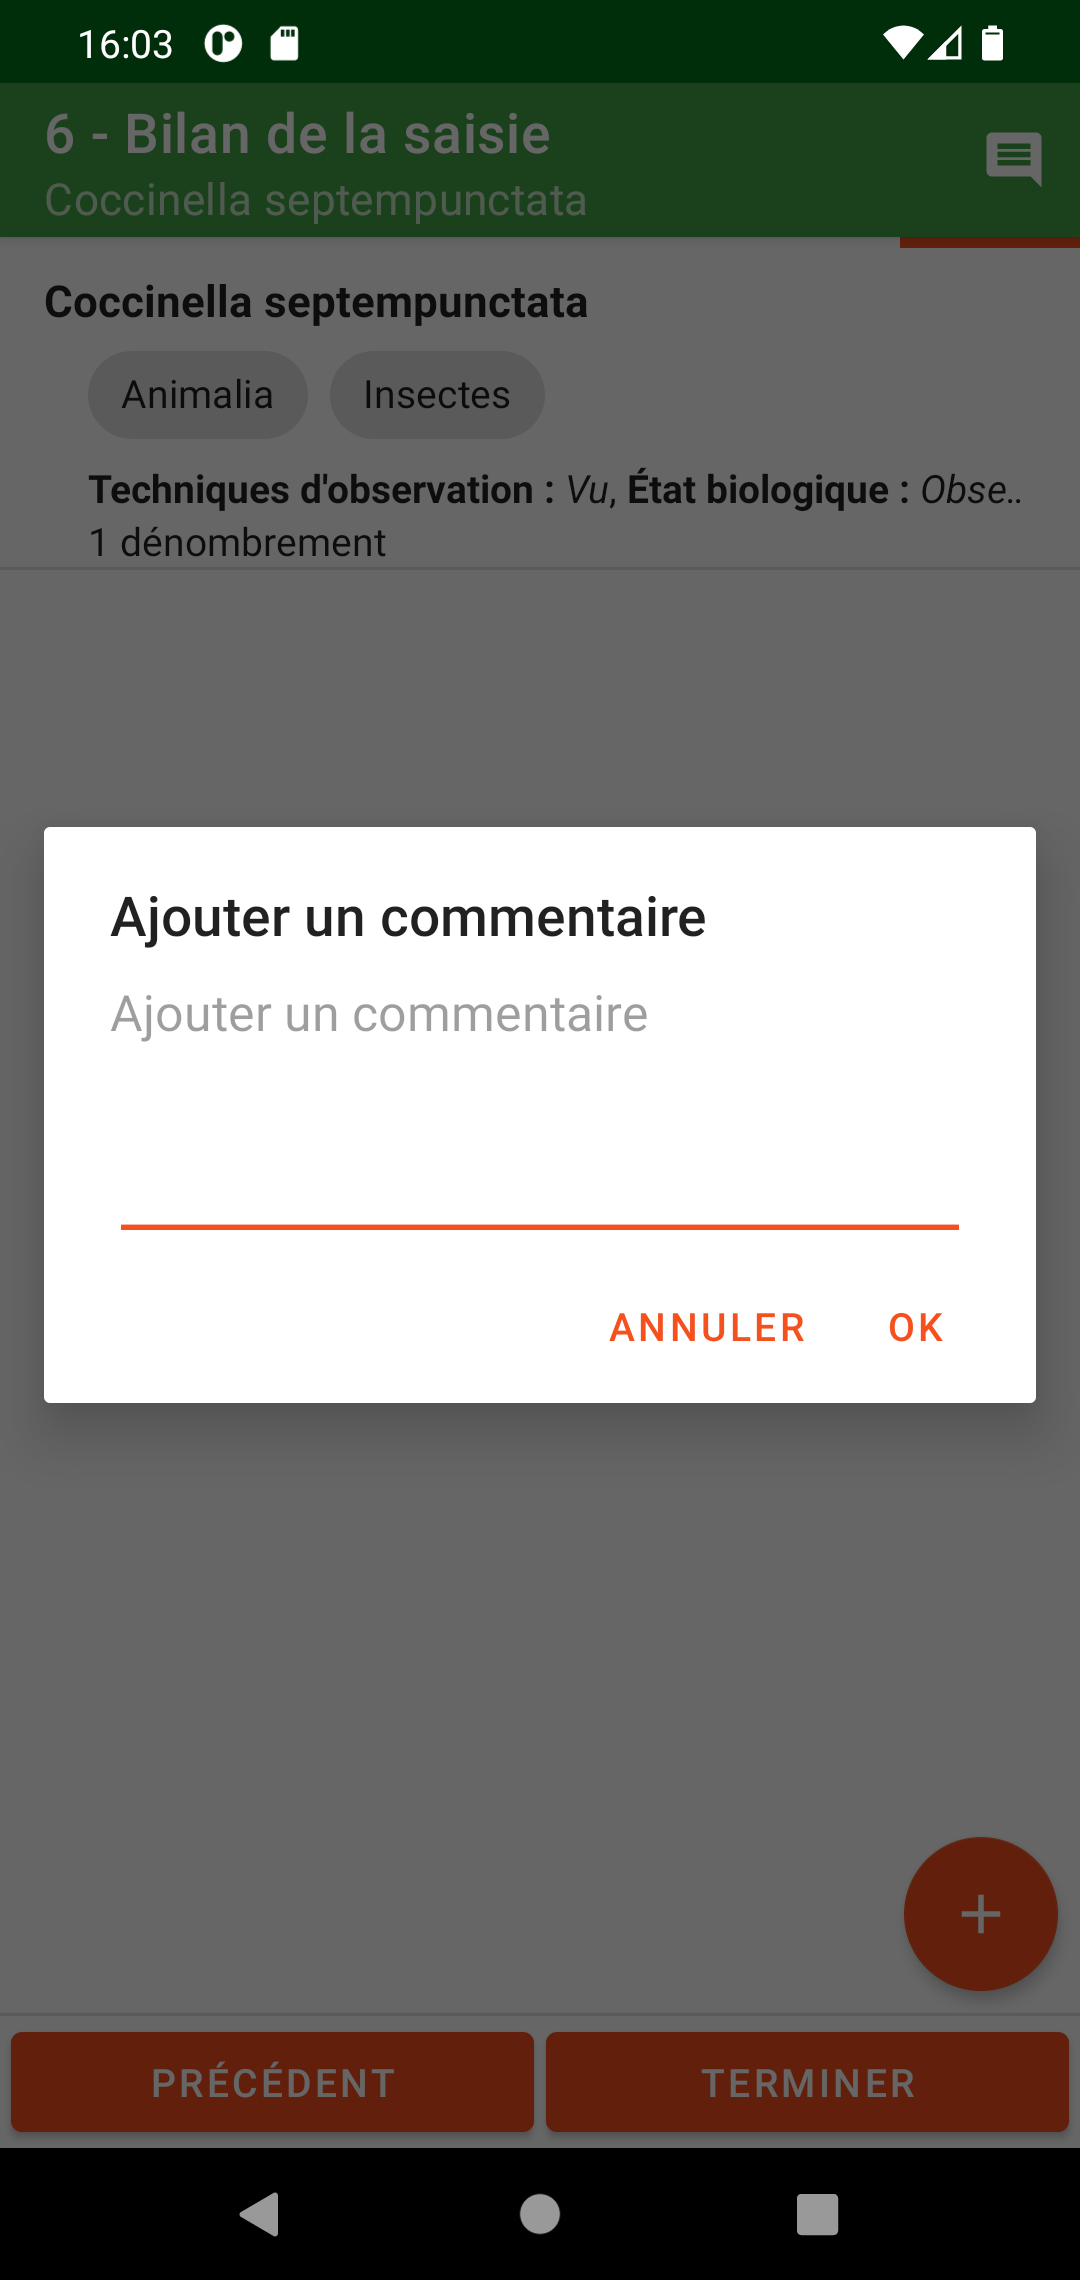 16:03
6 - Bilan de la saisie
Coccinella septempunctata
Coccinella septempunctata
Animalia Insectes
Techniques d'observation : Vu, État biologique : Obse..
1 dénombrement
Ajouter un commentaire
Ajouter un commentaire
ANNULER OK
PRÉCÉDENT TERMINER